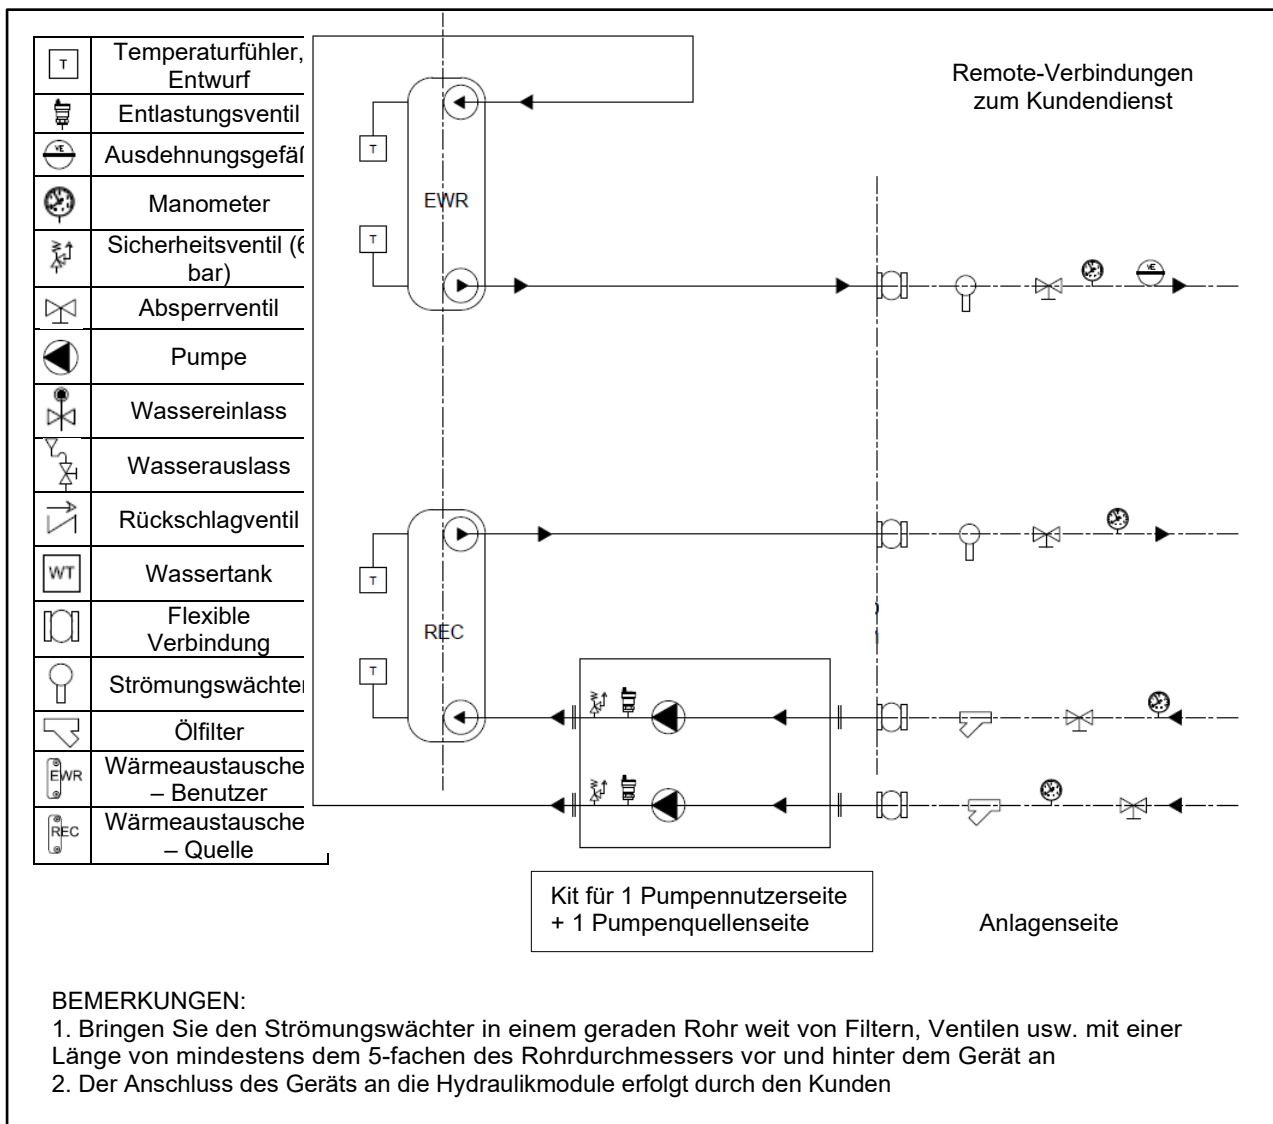 T
Temperaturfühler,
Entwurf
Entlastungsventil
VE
Ausdehnungsgefäß
Manometer
Sicherheitsventil (6
bar)
Absperrventil
Pumpe
Wassereinlass
Wasserauslass
Rückschlagventil
WT
Wassertank
Flexible
Verbindung
Strömungswächter
Ölfilter
EWR
Wärmeaustausche
– Benutzer
REC
Wärmeaustausche
– Quelle
Remote-Verbindungen
zum Kundendienst
T
EWR
T
VE
T
REC
T
Kit für 1 Pumpennutzerseite
+ 1 Pumpenquellenseite
Anlagenseite
BEMERKUNGEN:
1. Bringen Sie den Strömungswächter in einem geraden Rohr weit von Filtern, Ventilen usw. mit einer
Länge von mindestens dem 5-fachen des Rohrdurchmessers vor und hinter dem Gerät an
2. Der Anschluss des Geräts an die Hydraulikmodule erfolgt durch den Kunden